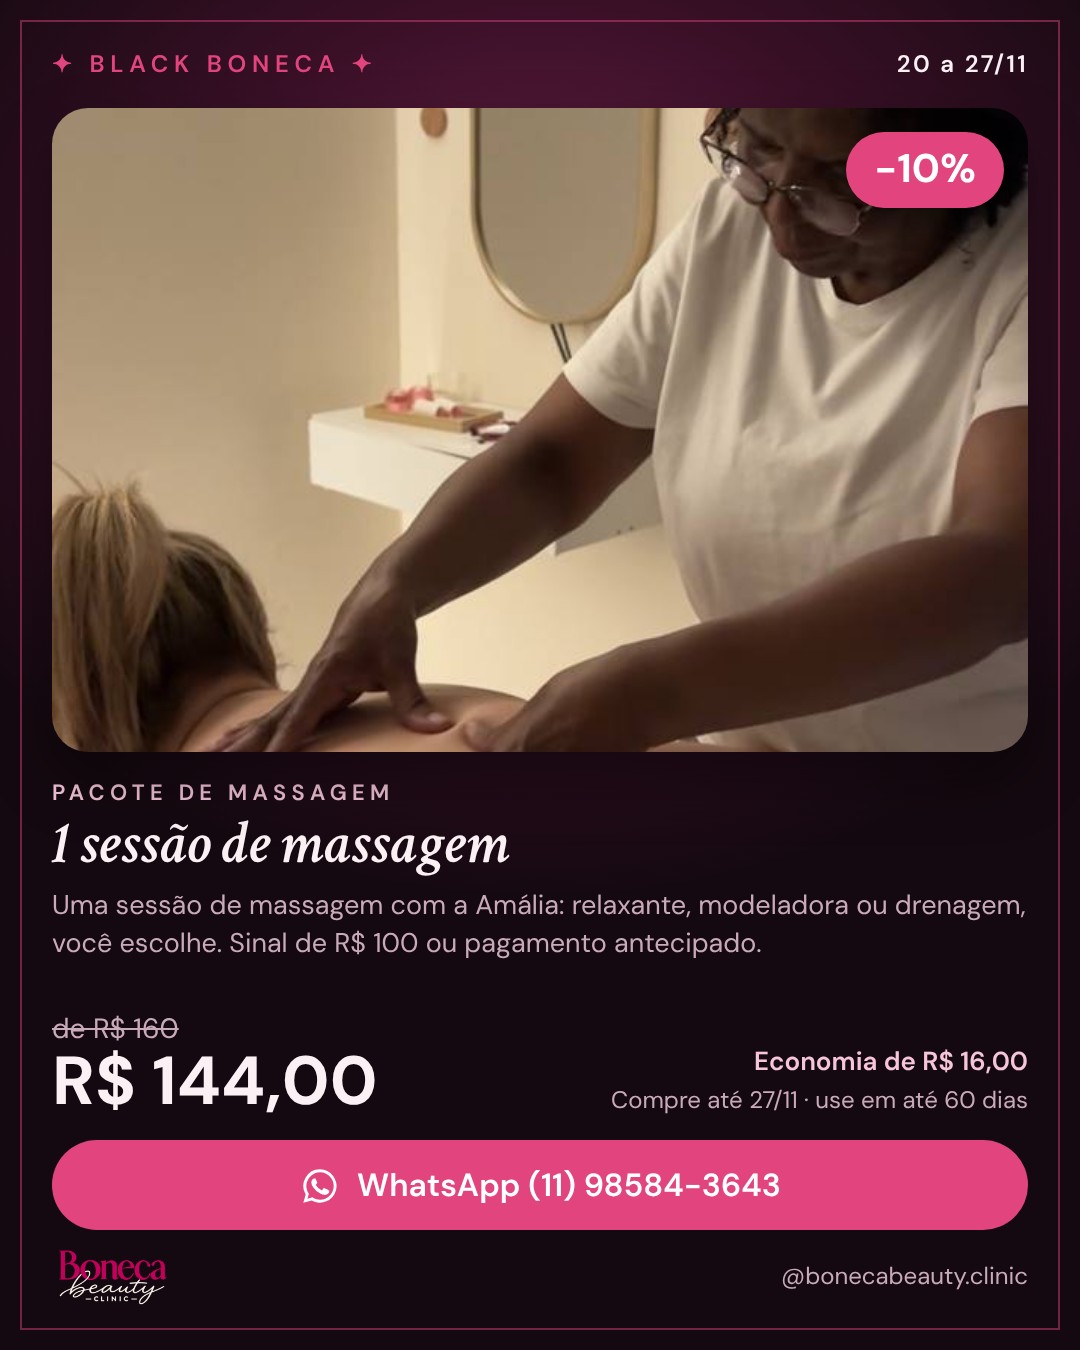 ✦ BLACK BONECA ✦
20 a 27/11
-10%
PACOTE DE MASSAGEM
1 sessão de massagem
Uma sessão de massagem com a Amália: relaxante, modeladora ou drenagem,
você escolhe. Sinal de R$ 100 ou pagamento antecipado.
de R$ 160
R$ 144,00
Economia de R$ 16,00
Compre até 27/11 · use em até 60 dias
WhatsApp (11) 98584-3643
Boneca
beauty
CLINIC
@bonecabeauty.clinic